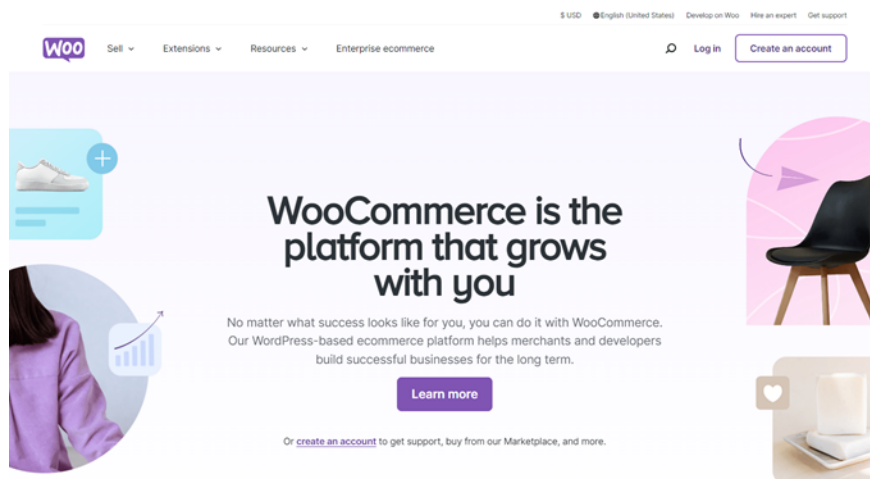 $ USD English (United States) Develop on Woo Hire an expert Get support
Woo Sell Extensions Resources Enterprise ecommerce Log in Create an account
WooCommerce is the
platform that grows
with you
No matter what success looks like for you, you can do it with WooCommerce.
Our WordPress-based ecommerce platform helps merchants and developers
build successful businesses for the long term.
Learn more
Or create an account to get support, buy from our Marketplace, and more.